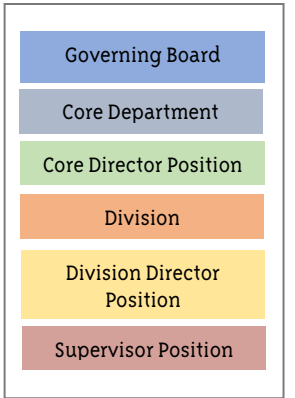 Governing Board
Core Department
Core Director Position
Division
Division Director
Position
Supervisor Position